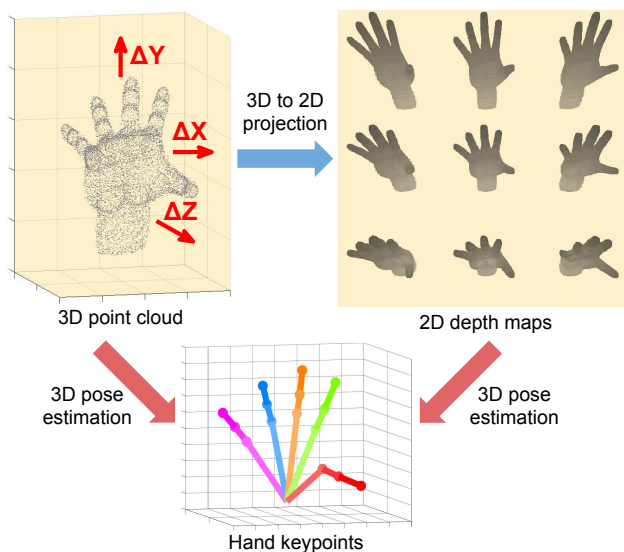 ΔY
ΔX
ΔZ
3D to 2D
projection
3D point cloud
2D depth maps
3D pose
estimation
3D pose
estimation
Hand keypoints